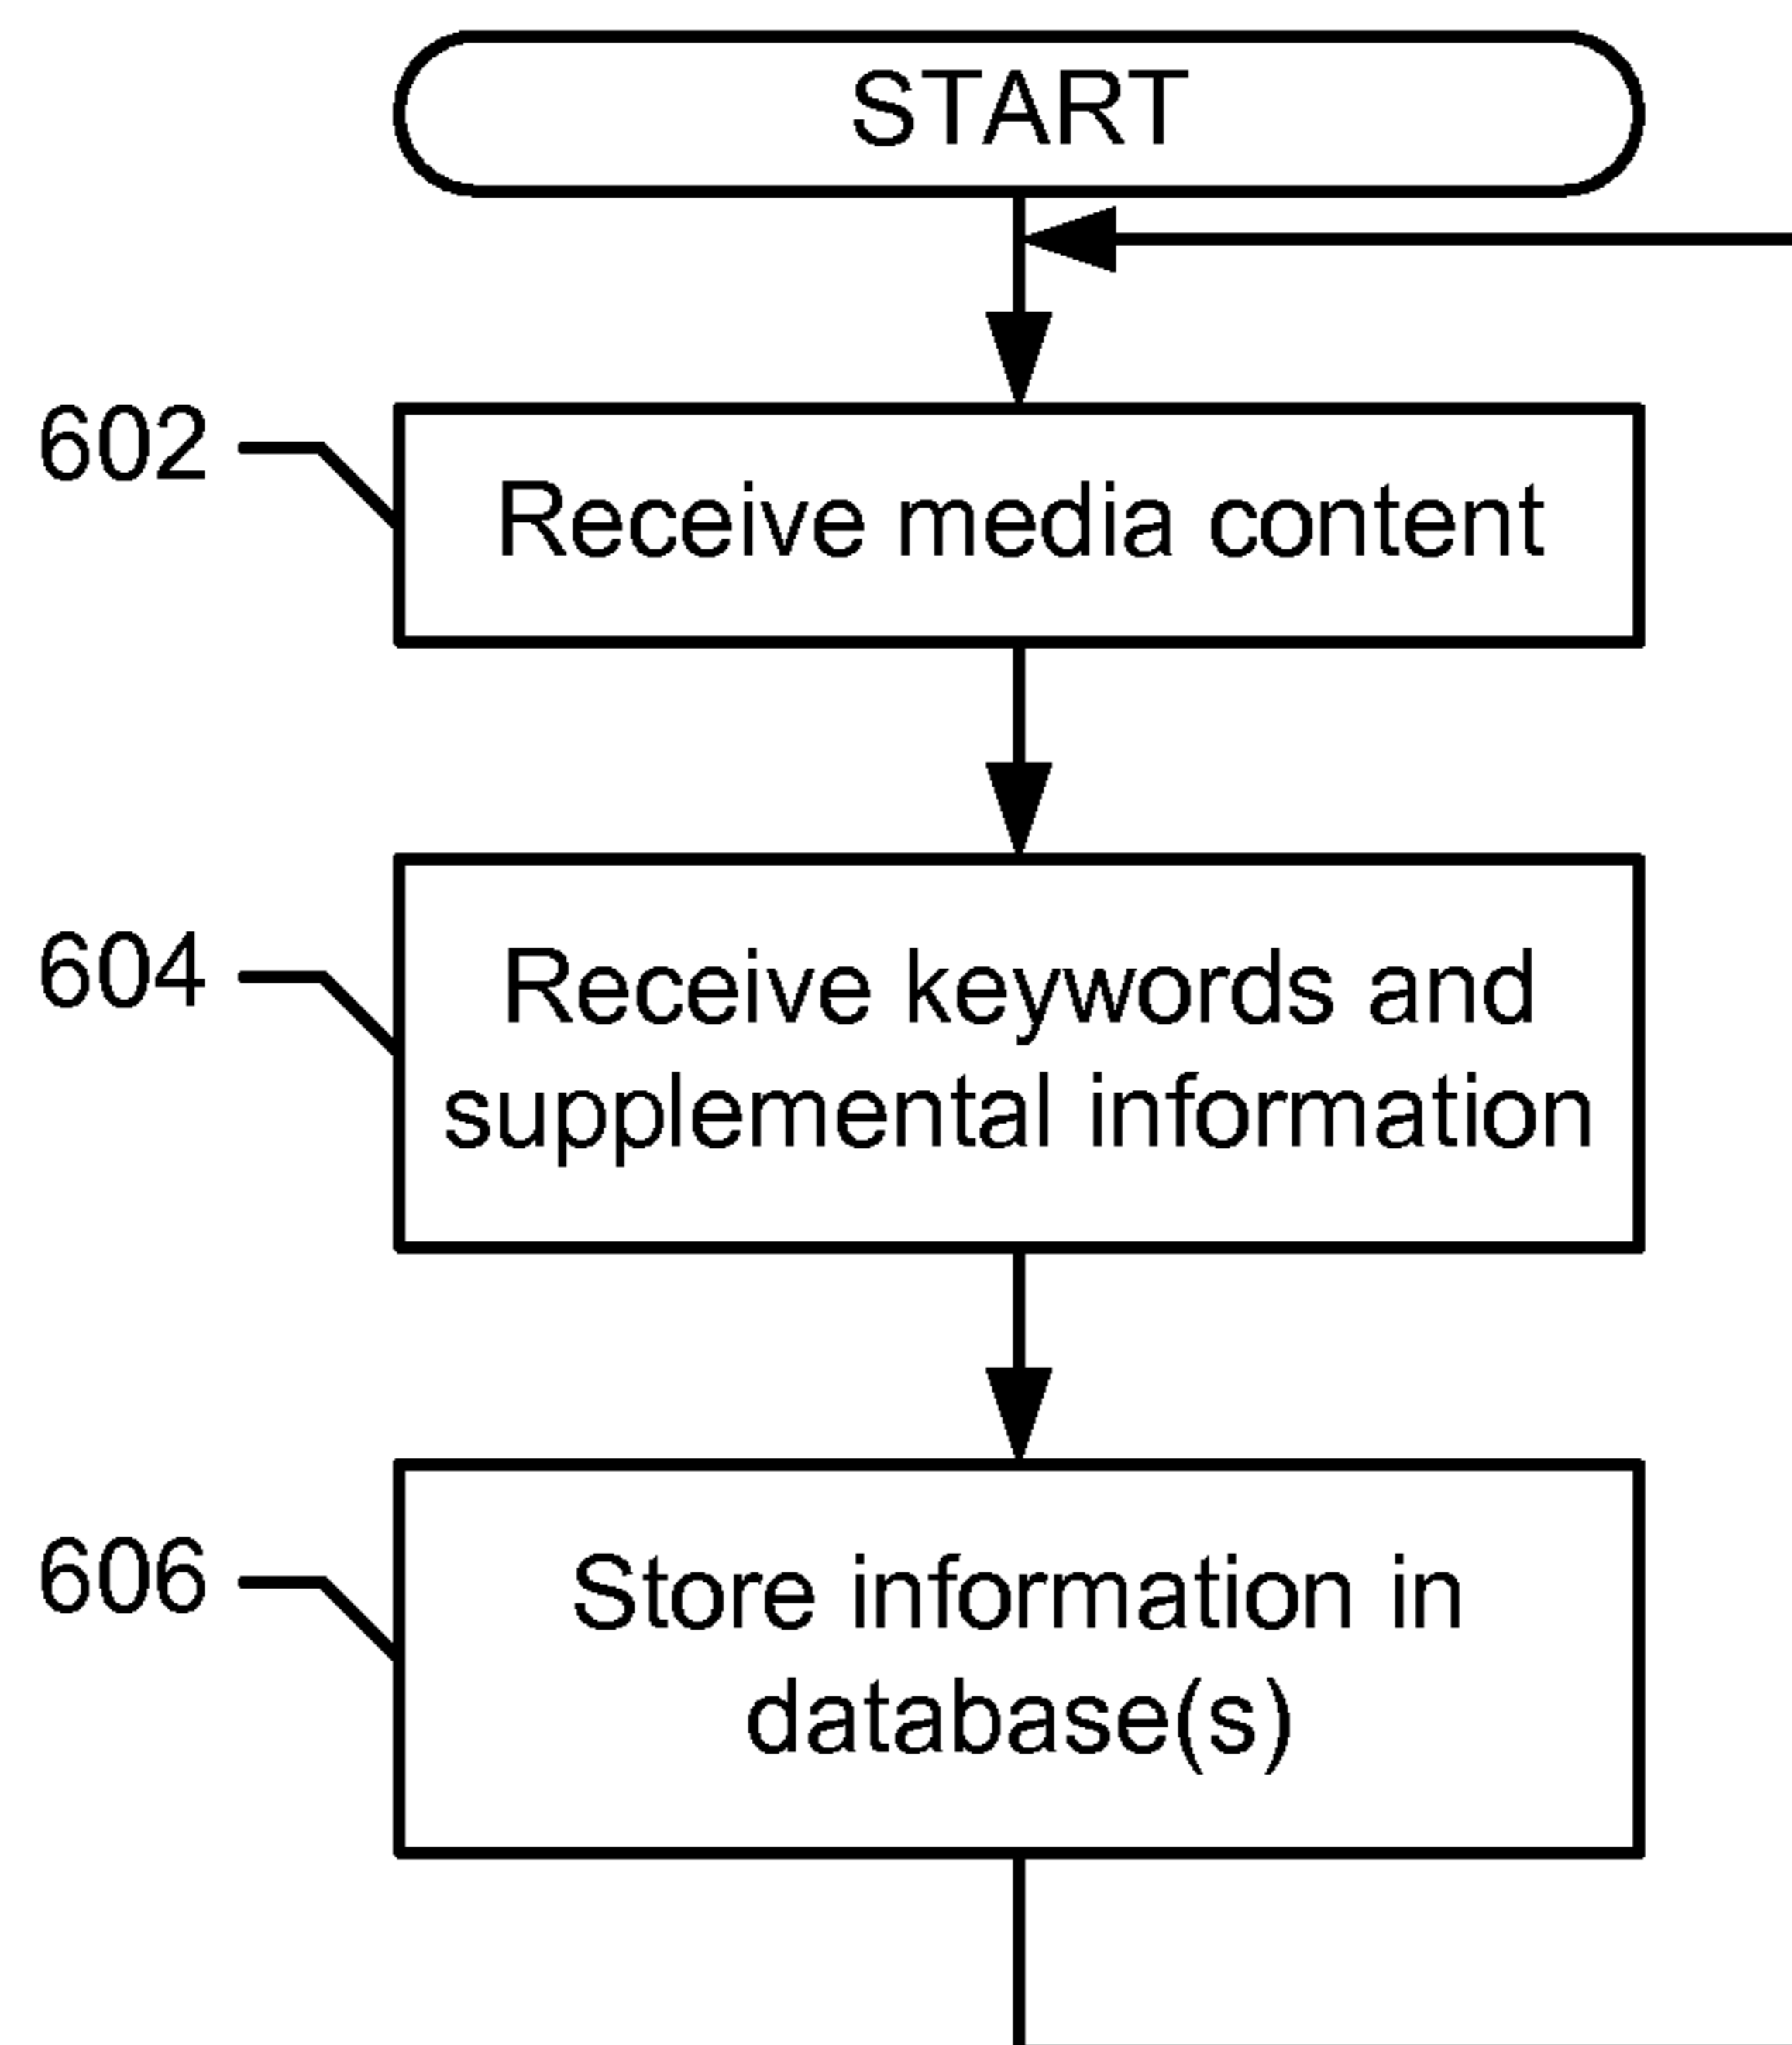 START
602
Receive media content
604
Receive keywords and
supplemental information
606
Store information in
database(s)